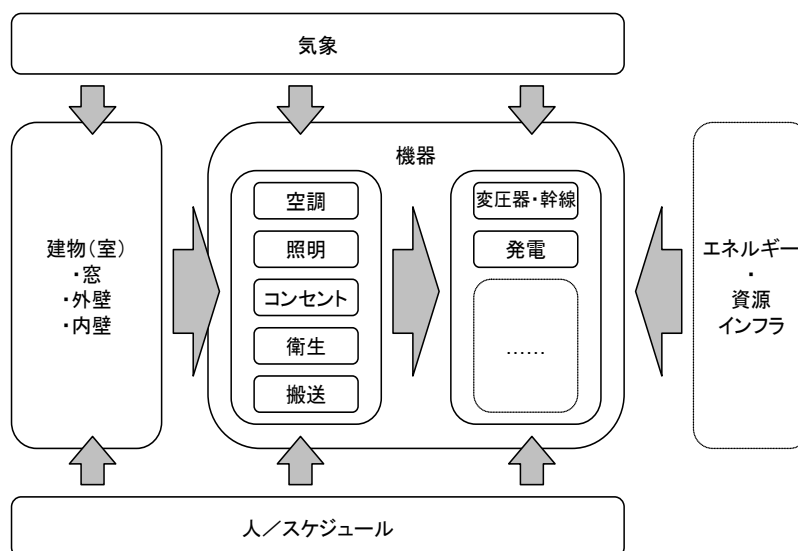 気象
機器
建物（室）
・窓
・外壁
・内壁
空調
照明
コンセント
衛生
搬送
変圧器・幹線
発電
……
エネルギー
・
資源
インフラ
人／スケジュール